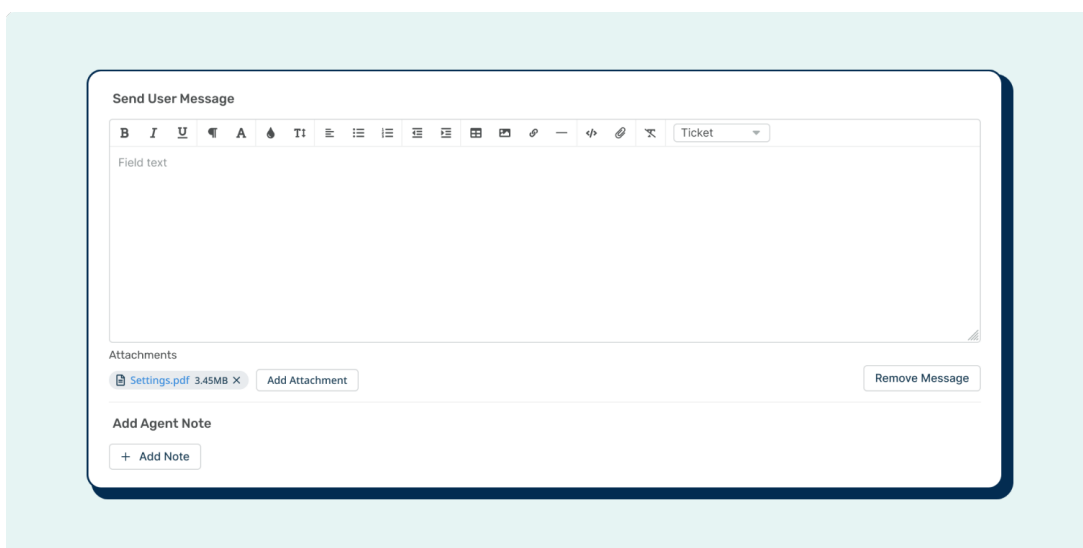 Send User Message
B I U ¶ A T Ticket
Field text
Attachments
Settings.pdf 3.45MB × Add Attachment
Remove Message
Add Agent Note
+ Add Note